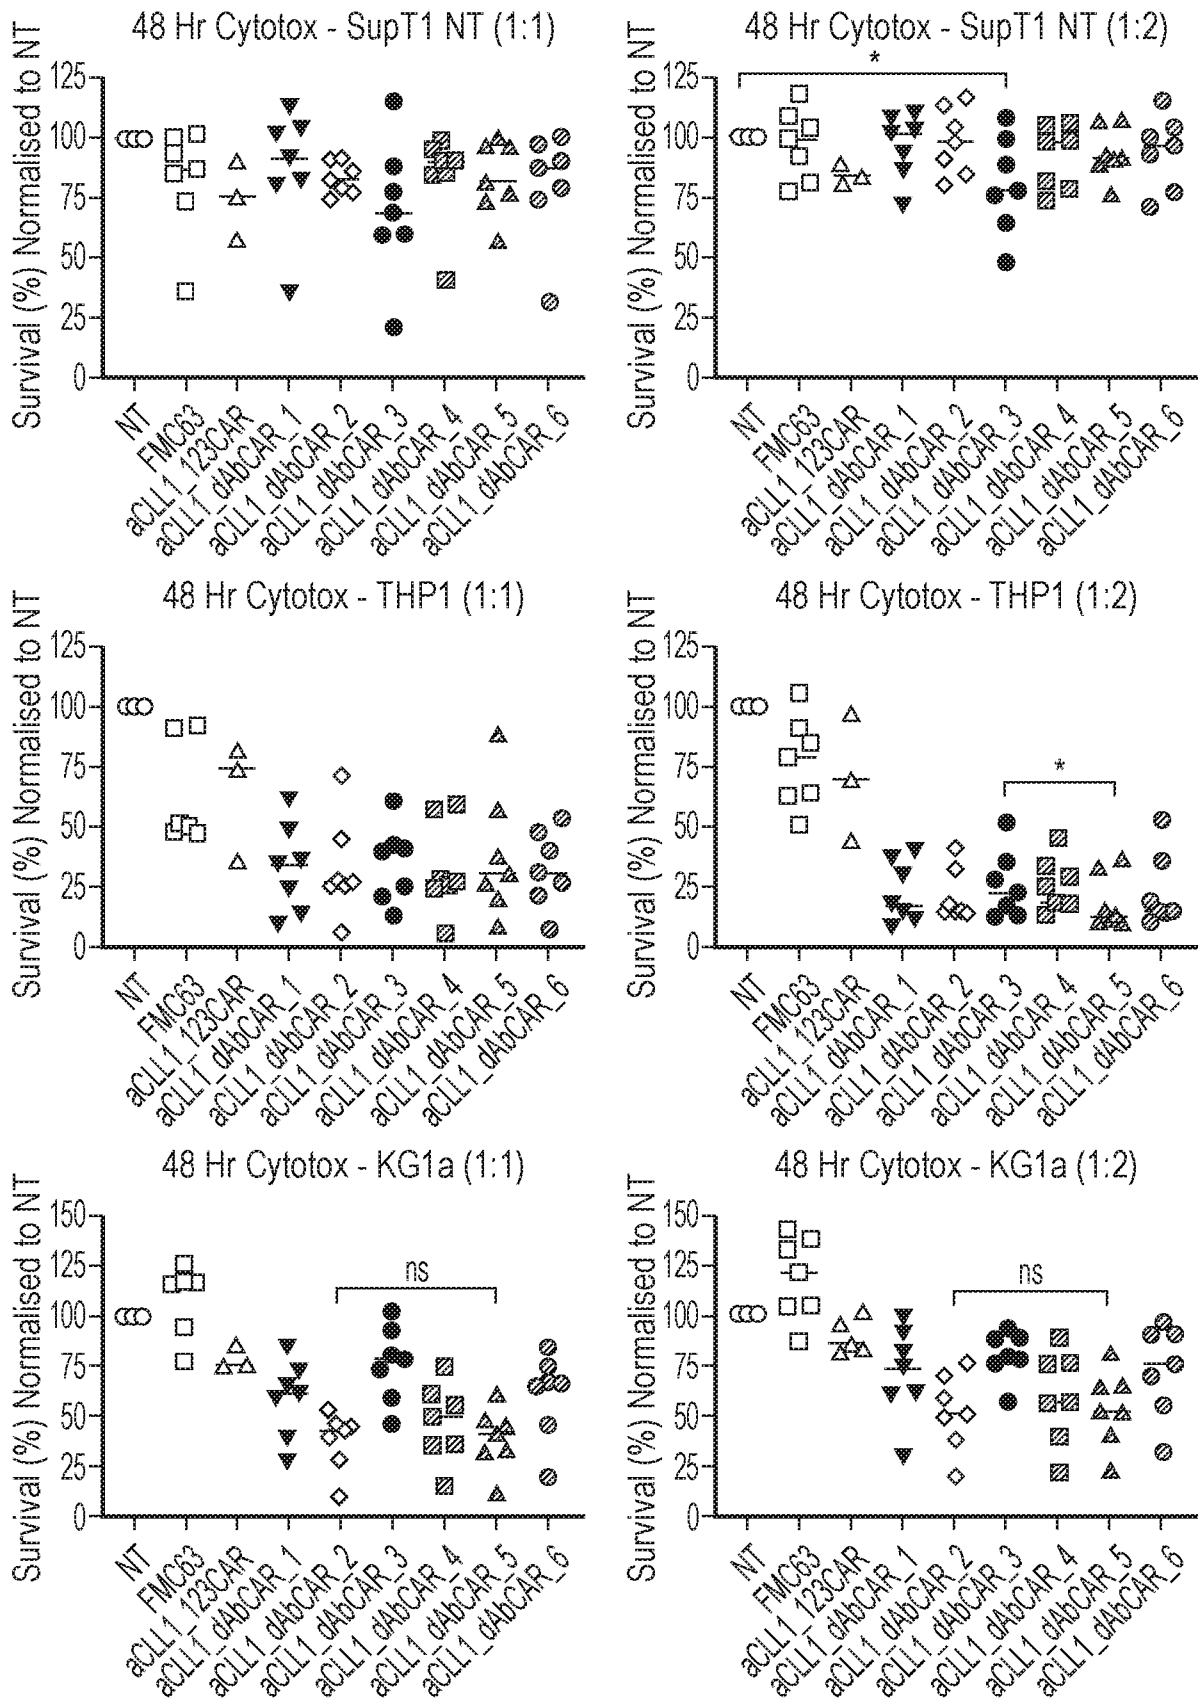 48 Hr Cytotox - SupT1 NT (1:1)
Survival (%) Normalised to NT
125
100
75
50
25
0
NT
FMC63
aCLL1_123CAR
aCLL1_dAbCAR_1
aCLL1_dAbCAR_2
aCLL1_dAbCAR_3
aCLL1_dAbCAR_4
aCLL1_dAbCAR_5
aCLL1_dAbCAR_6
48 Hr Cytotox - SupT1 NT (1:2)
Survival (%) Normalised to NT
*
125
100
75
50
25
0
NT
FMC63
aCLL1_123CAR
aCLL1_dAbCAR_1
aCLL1_dAbCAR_2
aCLL1_dAbCAR_3
aCLL1_dAbCAR_4
aCLL1_dAbCAR_5
aCLL1_dAbCAR_6
48 Hr Cytotox - THP1 (1:1)
Survival (%) Normalised to NT
125
100
75
50
25
0
NT
FMC63
aCLL1_123CAR
aCLL1_dAbCAR_1
aCLL1_dAbCAR_2
aCLL1_dAbCAR_3
aCLL1_dAbCAR_4
aCLL1_dAbCAR_5
aCLL1_dAbCAR_6
48 Hr Cytotox - THP1 (1:2)
Survival (%) Normalised to NT
125
100
75
*
50
25
0
NT
FMC63
aCLL1_123CAR
aCLL1_dAbCAR_1
aCLL1_dAbCAR_2
aCLL1_dAbCAR_3
aCLL1_dAbCAR_4
aCLL1_dAbCAR_5
aCLL1_dAbCAR_6
48 Hr Cytotox - KG1a (1:1)
Survival (%) Normalised to NT
150
125
ns
100
75
50
25
0
NT
FMC63
aCLL1_123CAR
aCLL1_dAbCAR_1
aCLL1_dAbCAR_2
aCLL1_dAbCAR_3
aCLL1_dAbCAR_4
aCLL1_dAbCAR_5
aCLL1_dAbCAR_6
48 Hr Cytotox - KG1a (1:2)
Survival (%) Normalised to NT
150
125
ns
100
75
50
25
0
NT
FMC63
aCLL1_123CAR
aCLL1_dAbCAR_1
aCLL1_dAbCAR_2
aCLL1_dAbCAR_3
aCLL1_dAbCAR_4
aCLL1_dAbCAR_5
aCLL1_dAbCAR_6